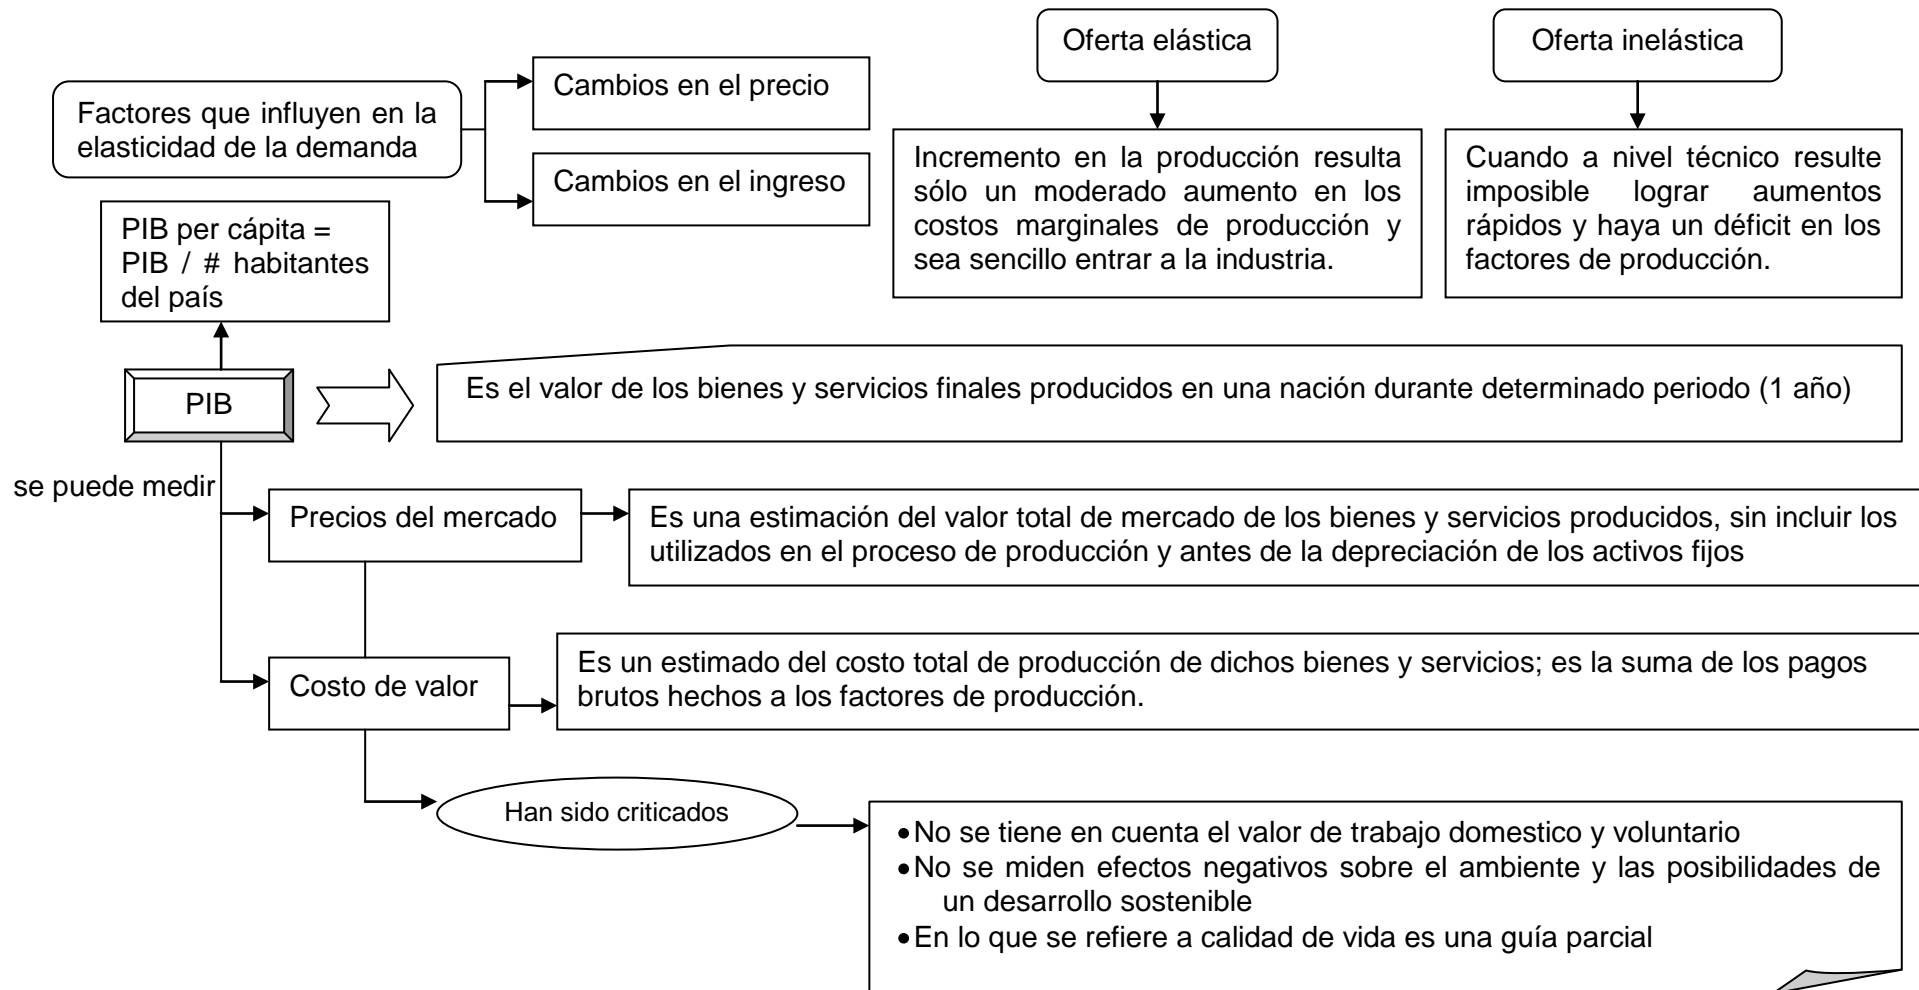 Factores que influyen en la
elasticidad de la demanda
Cambios en el precio
Cambios en el ingreso
Oferta elástica
Incremento en la producción resulta
sólo un moderado aumento en los
costos marginales de producción y
sea sencillo entrar a la industria.
Oferta inelástica
Cuando a nivel técnico resulte
imposible lograr aumentos
rápidos y haya un déficit en los
factores de producción.
PIB per cápita =
PIB / # habitantes
del país
PIB
Es el valor de los bienes y servicios finales producidos en una nación durante determinado periodo (1 año)
se puede medir
Precios del mercado
Es una estimación del valor total de mercado de los bienes y servicios producidos, sin incluir los
utilizados en el proceso de producción y antes de la depreciación de los activos fijos
Costo de valor
Es un estimado del costo total de producción de dichos bienes y servicios; es la suma de los pagos
brutos hechos a los factores de producción.
Han sido criticados
•No se tiene en cuenta el valor de trabajo domestico y voluntario
•No se miden efectos negativos sobre el ambiente y las posibilidades de
un desarrollo sostenible
•En lo que se refiere a calidad de vida es una guía parcial